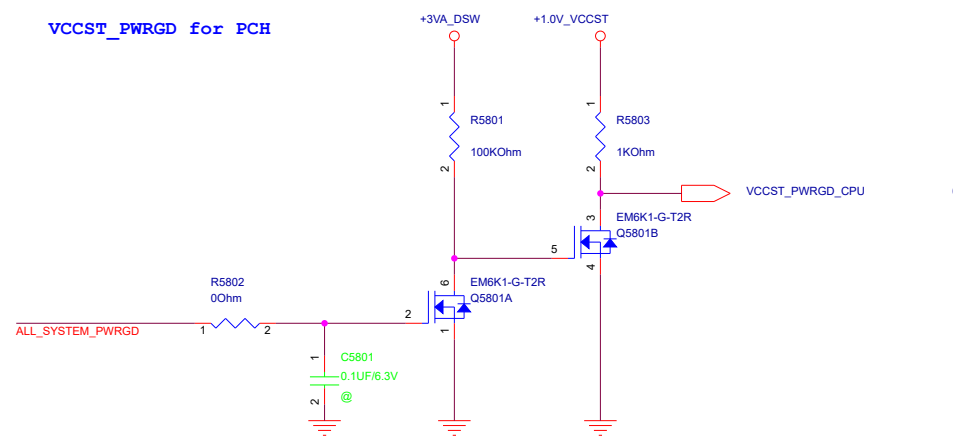 VCCST_PWRGD for PCH
+3VA_DSW
+1.0V_VCCST
1
1
R5801
R5803
100KOhm
1KOhm
2
2
VCCST_PWRGD_CPU
3
EM6K1-G-T2R
Q5801B
5
4
6
EM6K1-G-T2R
Q5801A
R5802
0Ohm
2
1
ALL_SYSTEM_PWRGD
1
2
1
C5801
0.1UF/6.3V
2
@